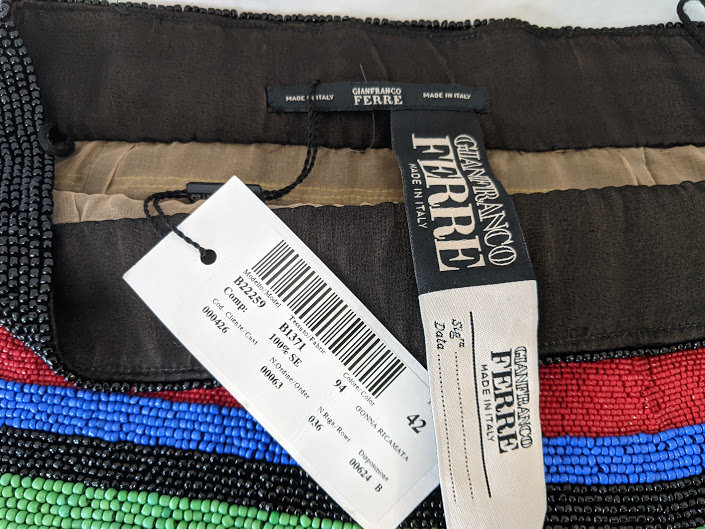 MADE IN ITALY GIANFRANCO FERRE MADE IN ITALY
GIANFRANCO
FERRE
MADE IN ITALY
Sig.ra
Data
GIANFRANCO
FERRE
MADE IN ITALY
Modello/Model
B22259
Tessuto/Fabric
B1371
Colore/Color
94
42
Comp:
100% SE
GONNA RICAMATA
Cod. Cliente/Cust
000426
N.Ordine/Order
00063
N Riga/Rowr
036
Disposizione
00624 B